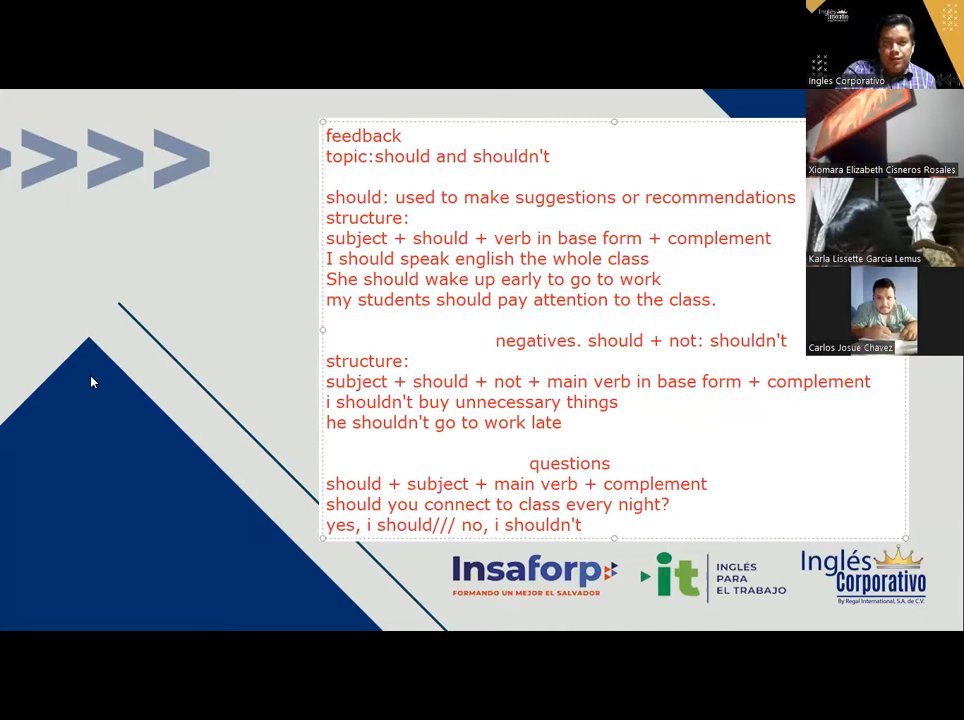 Inglés
Corporativo
Ingles Corporativo
Xiomara Elizabeth Cisneros Rosales
Karla Lissette Garcia Lemus
Carlos Josue Chavez
feedback
topic:should and shouldn't
should: used to make suggestions or recommendations
structure:
subject + should + verb in base form + complement
I should speak english the whole class
She should wake up early to go to work
my students should pay attention to the class.
negatives. should + not: shouldn't
structure:
subject + should + not + main verb in base form + complement
i shouldn't buy unnecessary things
he shouldn't go to work late
questions
should + subject + main verb + complement
should you connect to class every night?
yes, i should/// no, i shouldn't
Insaforp
FORMANDO UN MEJOR EL SALVADOR
it
INGLÉS
PARA
EL TRABAJO
Inglés
Corporativo
By Regal International, S.A. de C.V.